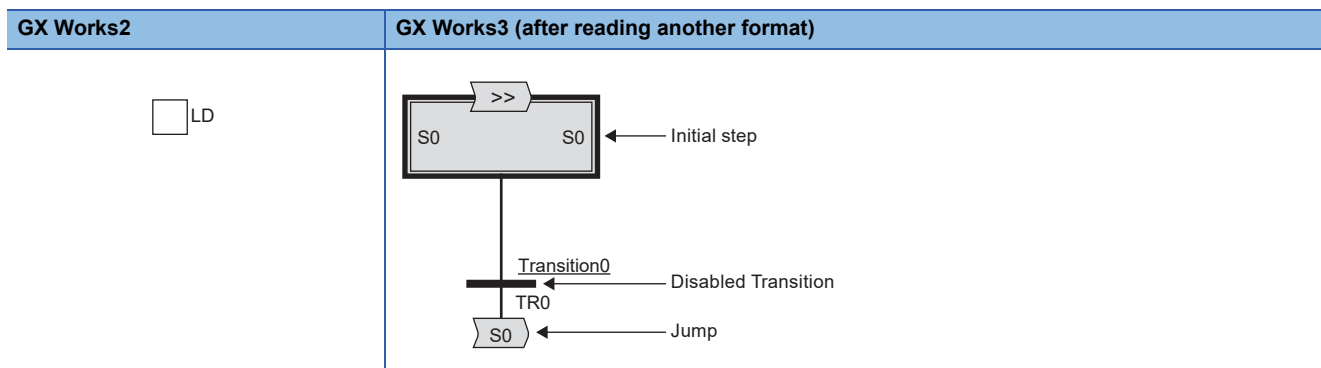 GX Works2 GX Works3 (after reading another format)
>>
LD
S0 S0 Initial step
Transition0
Disabled Transition
TR0
S0 Jump